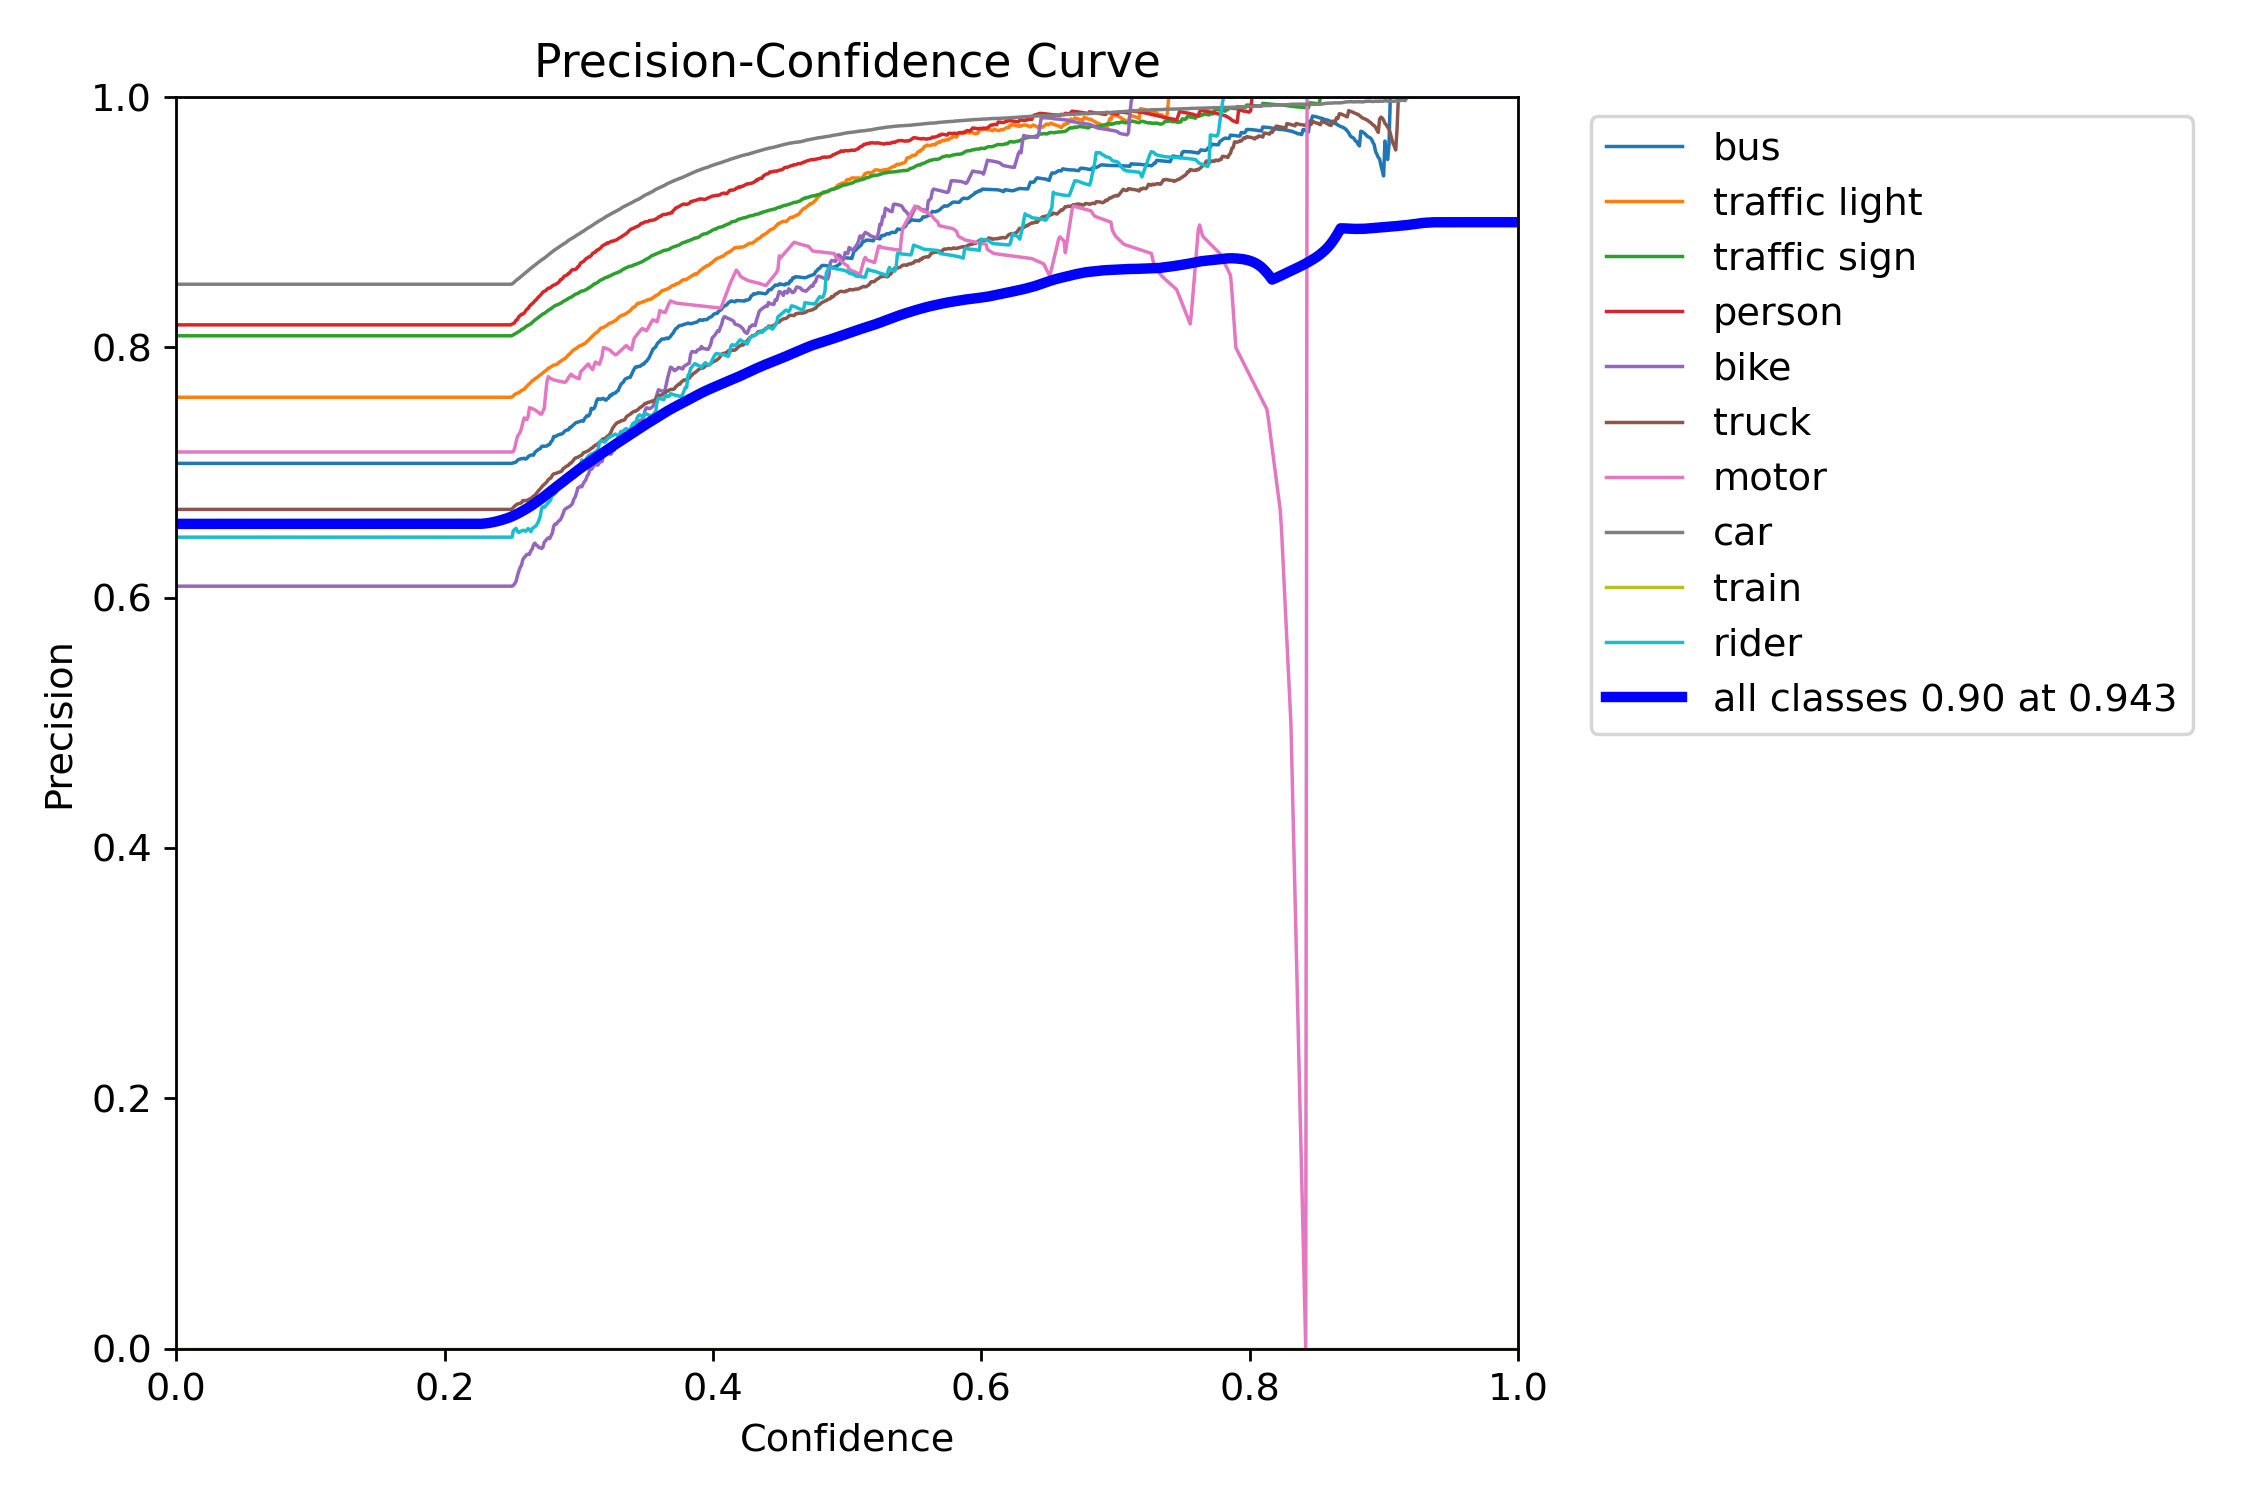 Precision-Confidence Curve
1.0
0.8
0.6
0.4
0.2
0.0
Precision
0.0 0.2 0.4 0.6 0.8 1.0
Confidence
bus
traffic light
traffic sign
person
bike
truck
motor
car
train
rider
all classes 0.90 at 0.943